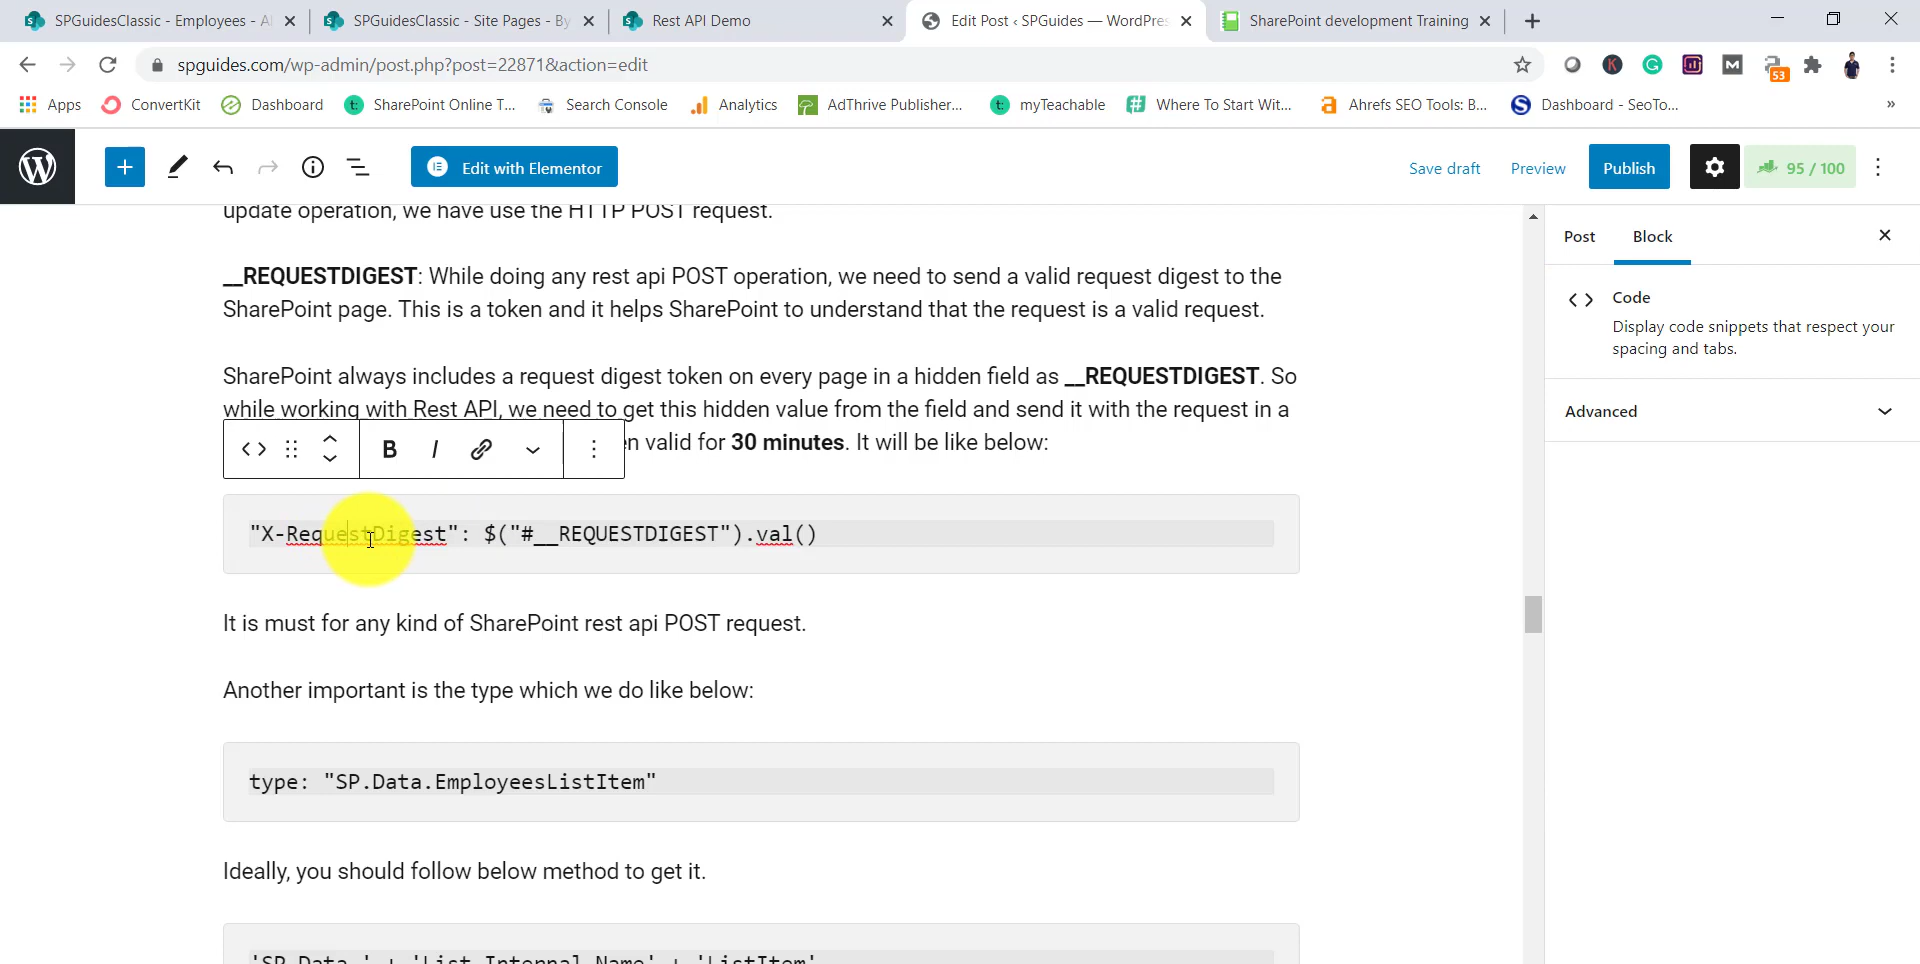 SPGuidesClassic - Employees - Al
SPGuidesClassic - Site Pages - By
Rest API Demo
Edit Post ‹ SPGuides — WordPres
SharePoint development Training
spguides.com/wp-admin/post.php?post=22871&action=edit
53
Apps
ConvertKit
Dashboard
SharePoint Online T...
Search Console
Analytics
AdThrive Publisher...
myTeachable
Where To Start Wit...
Ahrefs SEO Tools: B...
Dashboard - SeoTo...
»
Edit with Elementor
Save draft
Preview
Publish
95 / 100
update operation, we have use the HTTP POST request.
__REQUESTDIGEST: While doing any rest api POST operation, we need to send a valid request digest to the
SharePoint page. This is a token and it helps SharePoint to understand that the request is a valid request.
SharePoint always includes a request digest token on every page in a hidden field as __REQUESTDIGEST. So
while working with Rest API, we need to get this hidden value from the field and send it with the request in a
n valid for 30 minutes. It will be like below:
B I
"X-RequestDigest": $("#__REQUESTDIGEST").val()
It is must for any kind of SharePoint rest api POST request.
Another important is the type which we do like below:
type: "SP.Data.EmployeesListItem"
Ideally, you should follow below method to get it.
'SP.Data.' + 'List Internal Name' + 'ListItem'
Post
Block
Code
Display code snippets that respect your
spacing and tabs.
Advanced